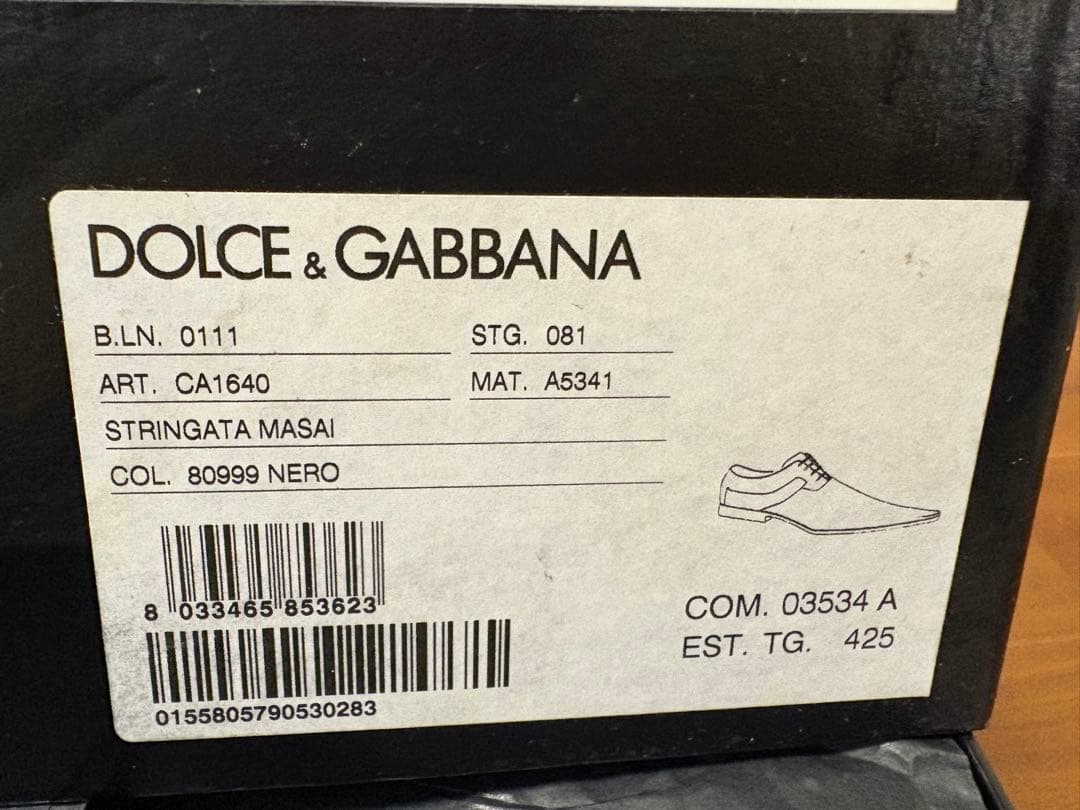 DOLCE & GABBANA
B.LN. 0111 STG. 081
ART. CA1640 MAT. A5341
STRINGATA MASAI
COL. 80999 NERO
8 033465 853623
0155805790530283
COM. 03534 A
EST. TG. 425